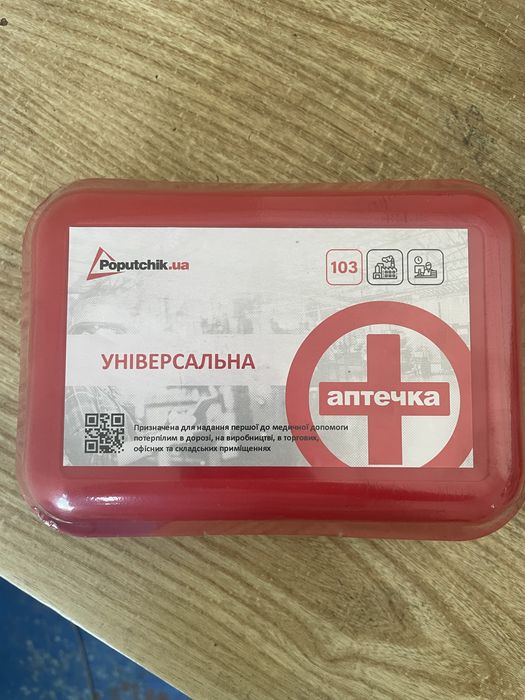 Poputchik.ua
103
УНІВЕРСАЛЬНА
аптечка
Призначена для надання першої до медичної допомоги
потерпілим в дорозі, на виробництві, в торгових,
офісних та складських приміщеннях